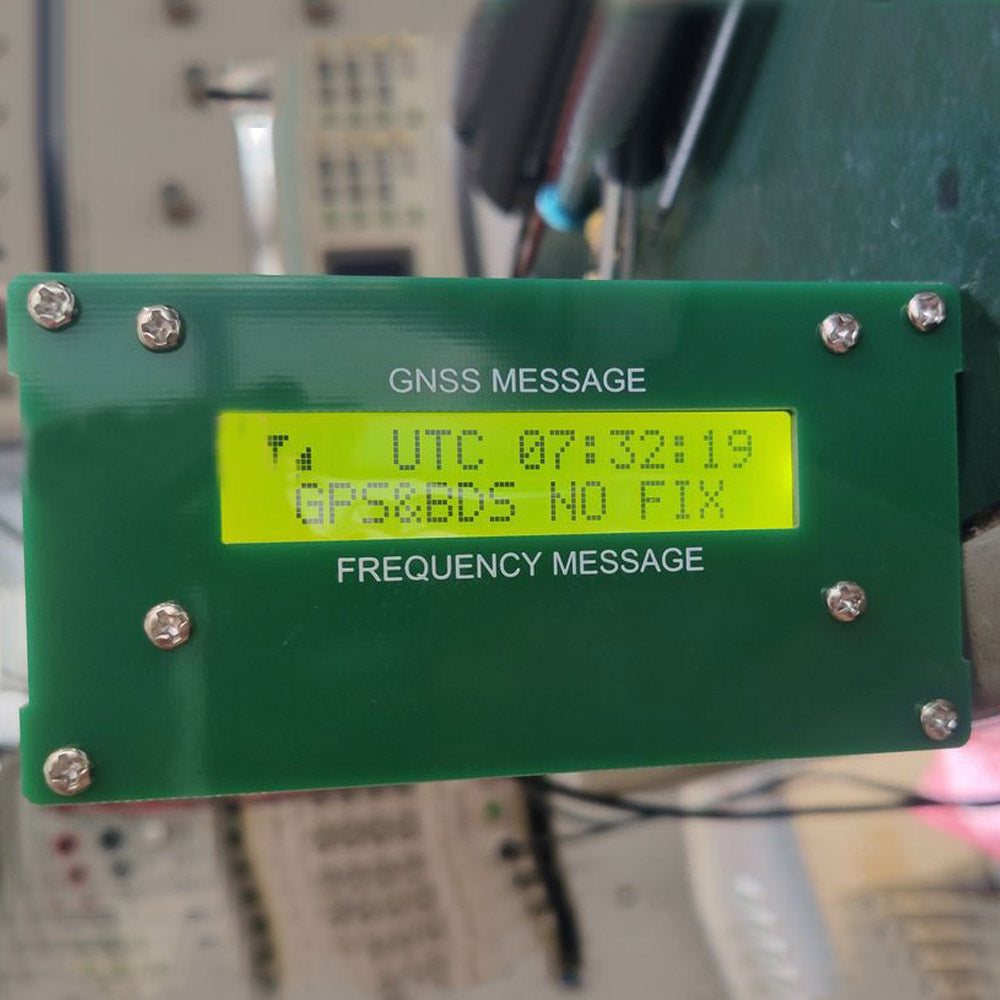 GNSS MESSAGE
UTC 07:32:19
GPS&BDS NO FIX
FREQUENCY MESSAGE